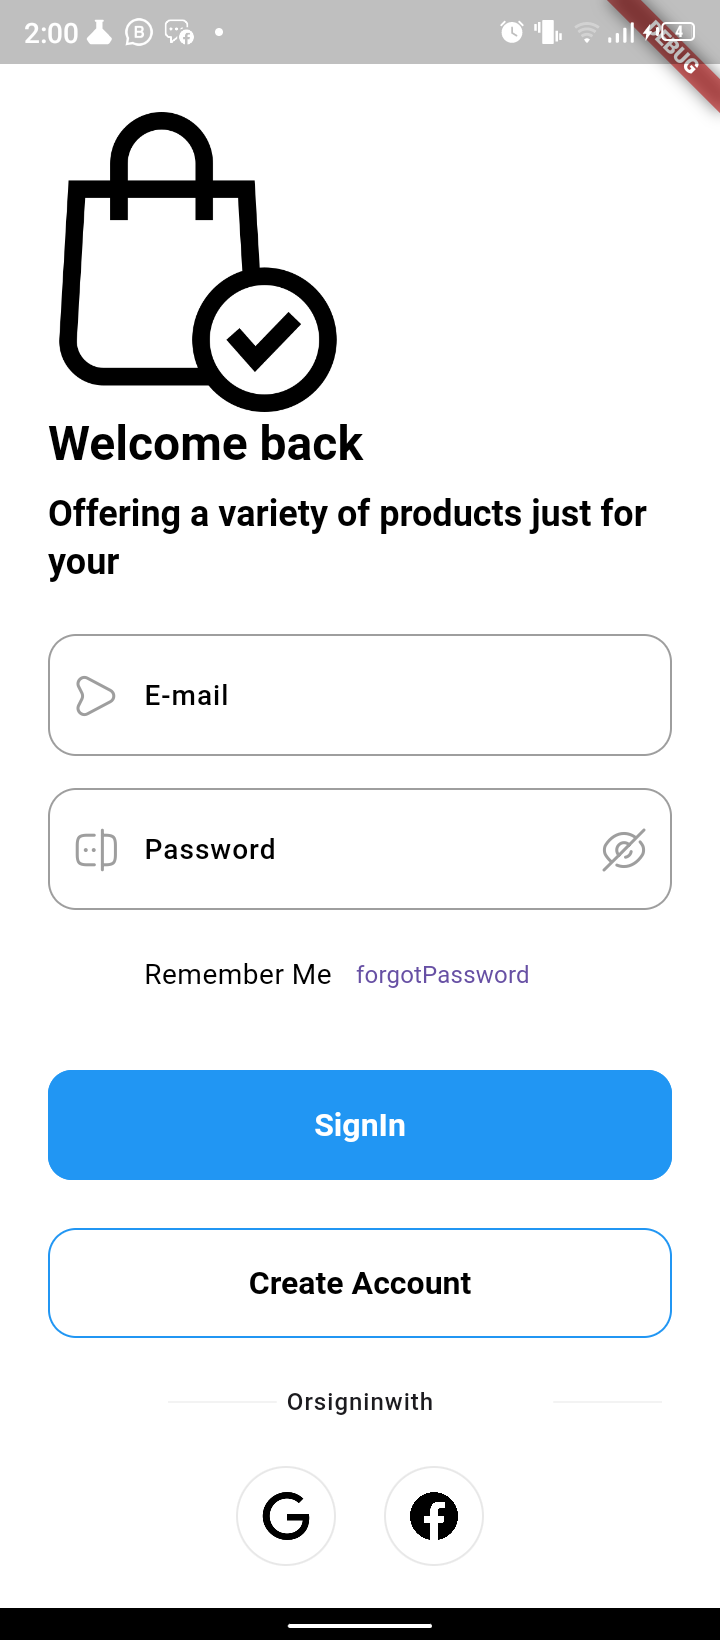 2:00
4
DEBUG
Welcome back
Offering a variety of products just for
your
E-mail
Password
Remember Me forgotPassword
SignIn
Create Account
Orsigninwith